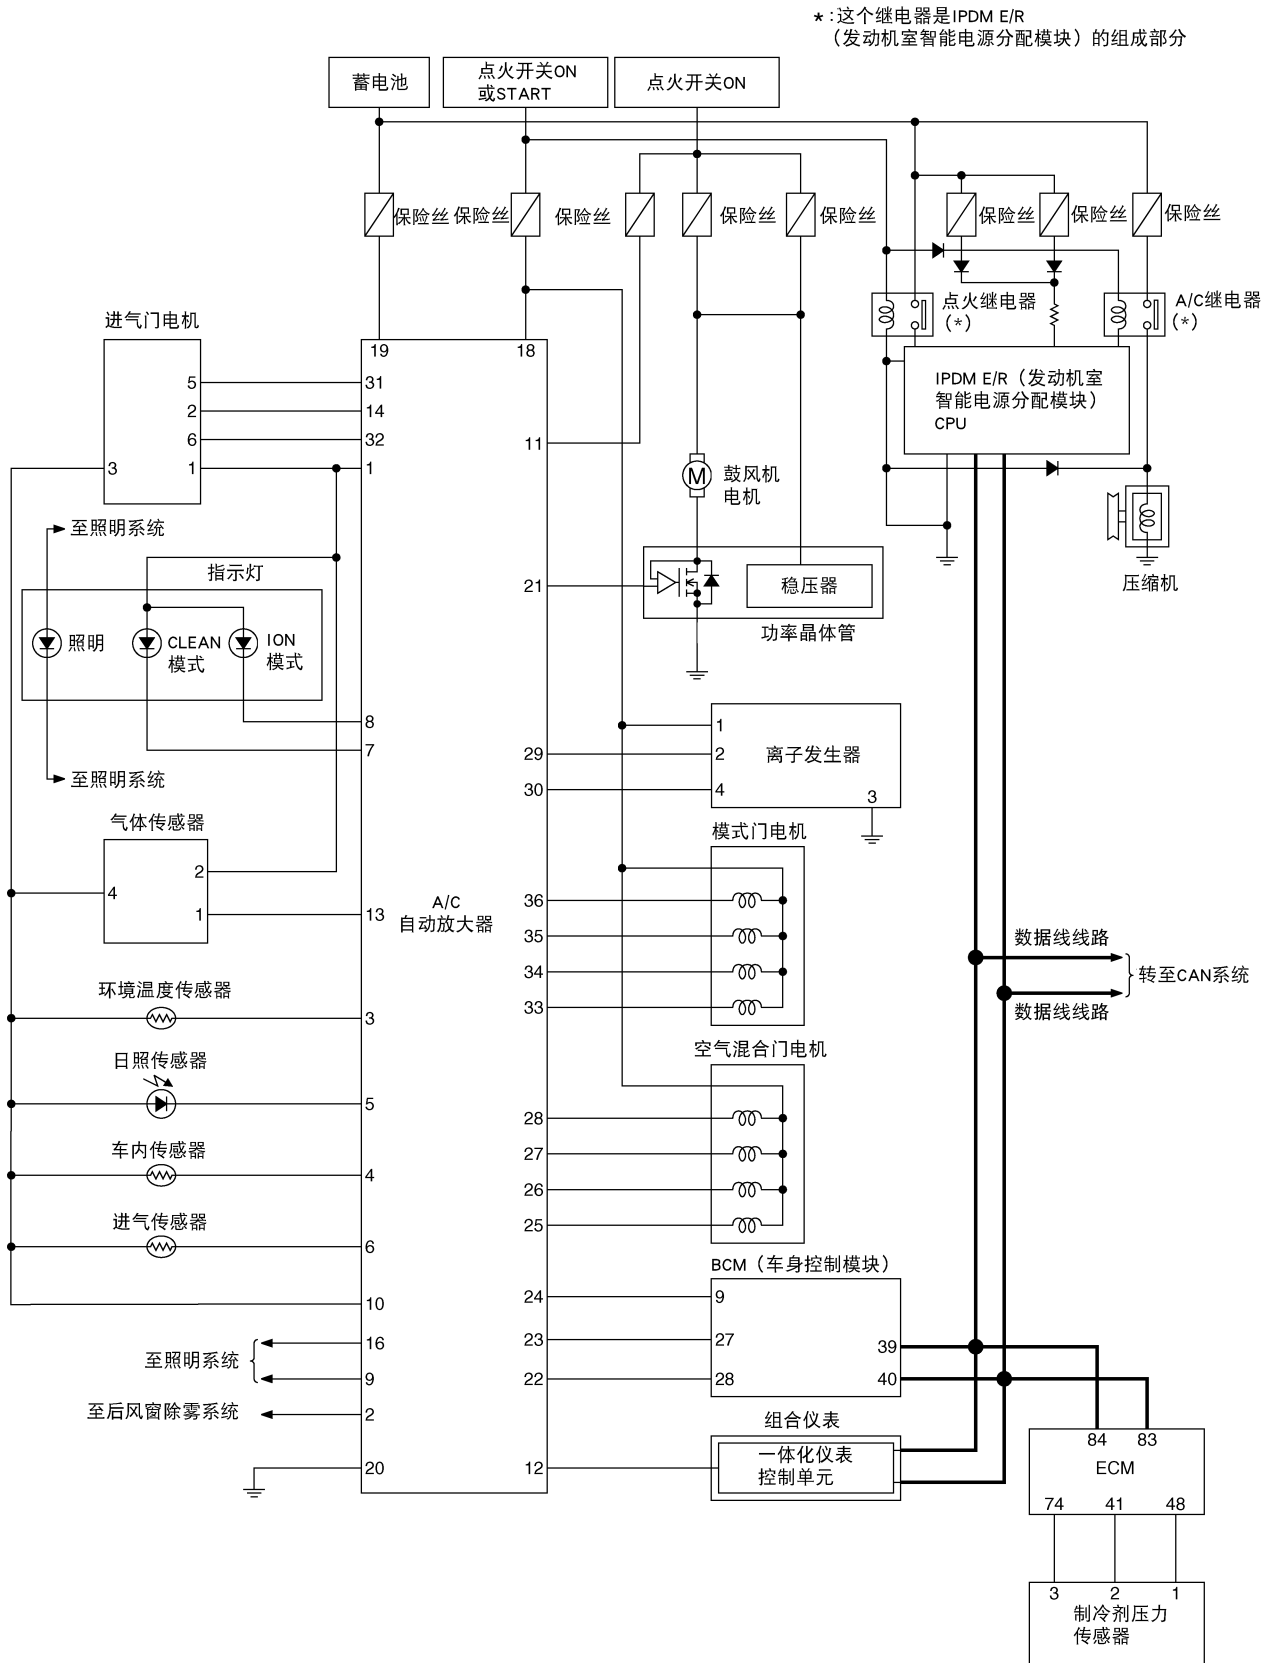 *:这个继电器是IPDM E/R
（发动机室智能电源分配模块）的组成部分
蓄电池
点火开关ON
或START
点火开关ON
保险丝
保险丝
保险丝
保险丝
保险丝
保险丝
保险丝
保险丝
点火继电器
(*)
A/C继电器
(*)
进气门电机
5
2
6
3
1
19
18
31
14
32
1
11
IPDM E/R（发动机室
智能电源分配模块）
CPU
M
鼓风机
电机
压缩机
至照明系统
指示灯
照明
CLEAN
模式
ION
模式
至照明系统
21
稳压器
功率晶体管
8
7
29
30
1
2
4
3
离子发生器
气体传感器
2
4
1
13
A/C
自动放大器
模式门电机
36
35
34
33
数据线线路
转至CAN系统
数据线线路
环境温度传感器
3
日照传感器
5
车内传感器
4
进气传感器
6
空气混合门电机
28
27
26
25
10
16
至照明系统
9
至后风窗除雾系统
2
20
BCM（车身控制模块）
24
9
23
27
22
28
39
40
组合仪表
12
一体化仪表
控制单元
84
83
ECM
74
41
48
3
2
1
制冷剂压力
传感器